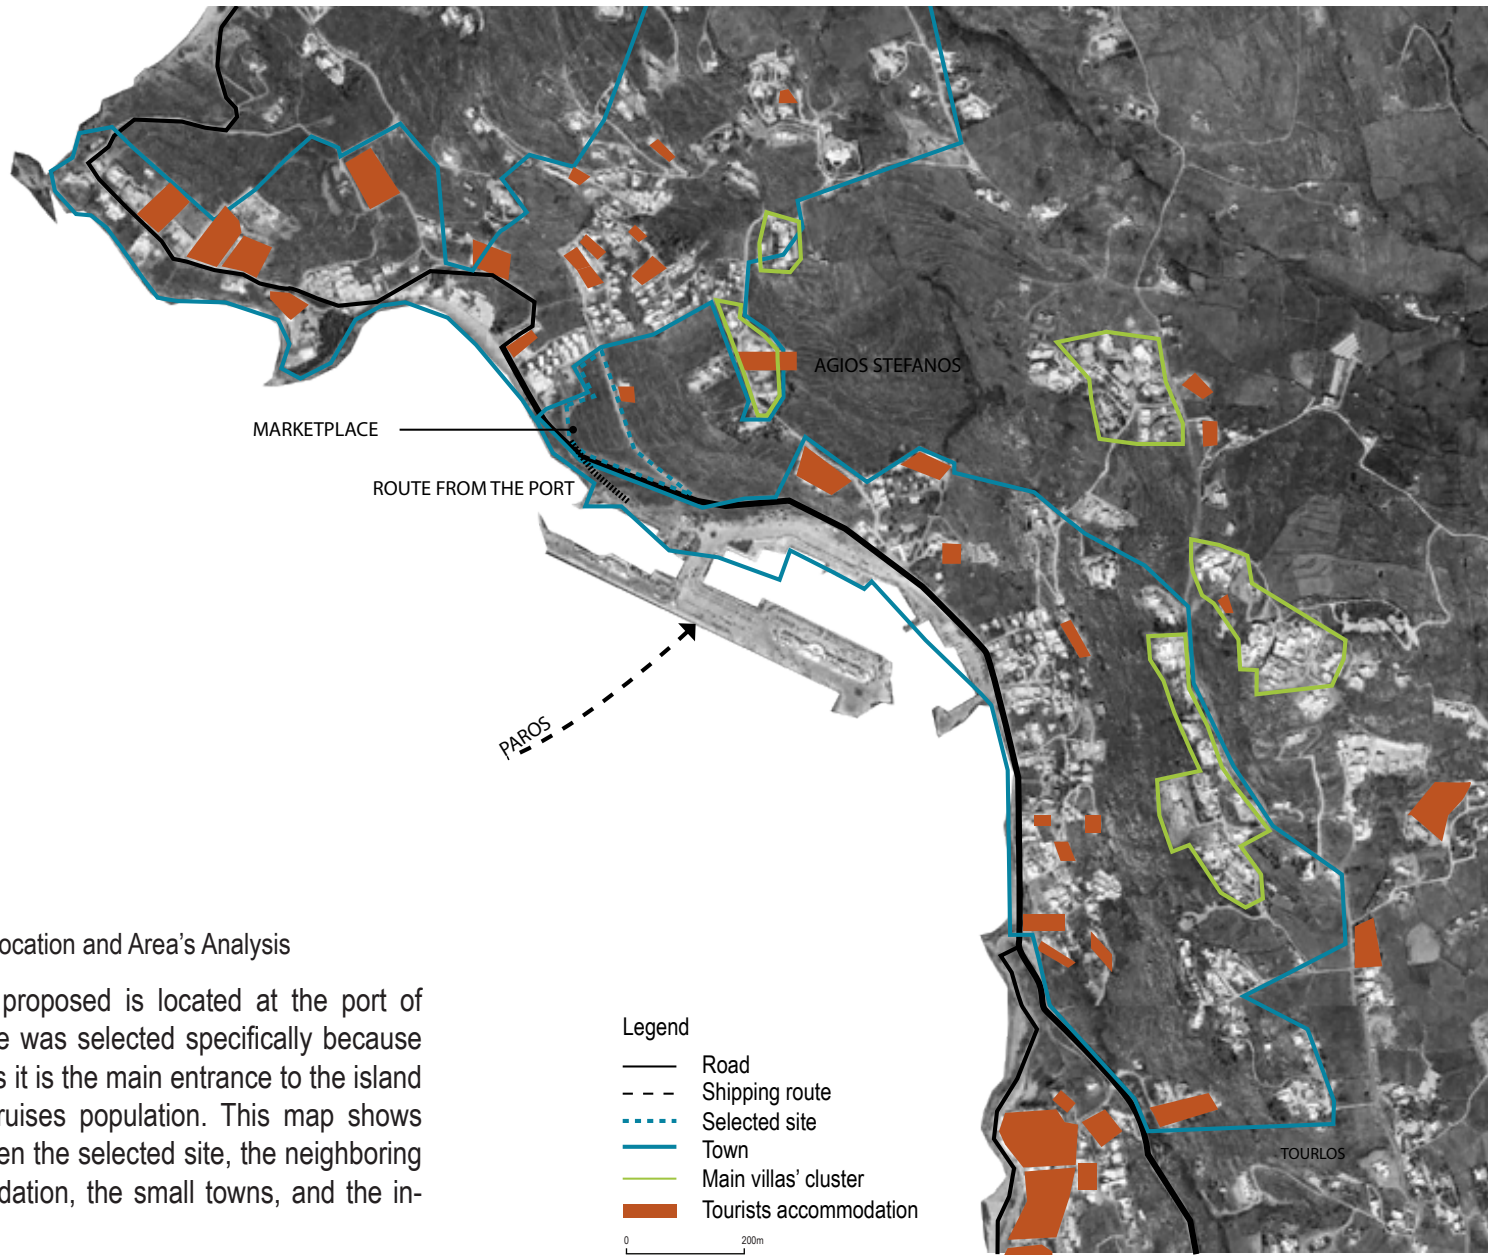 AGIOS STEFANOS
MARKETPLACE
ROUTE FROM THE PORT
PAROS
ocation and Area's Analysis
proposed is located at the port of
e was selected specifically because
s it is the main entrance to the island
ruises population. This map shows
en the selected site, the neighboring
dation, the small towns, and the in-
Legend
Road
Shipping route
Selected site
Town
Main villas' cluster
Tourists accommodation
0 200m
TOURLOS